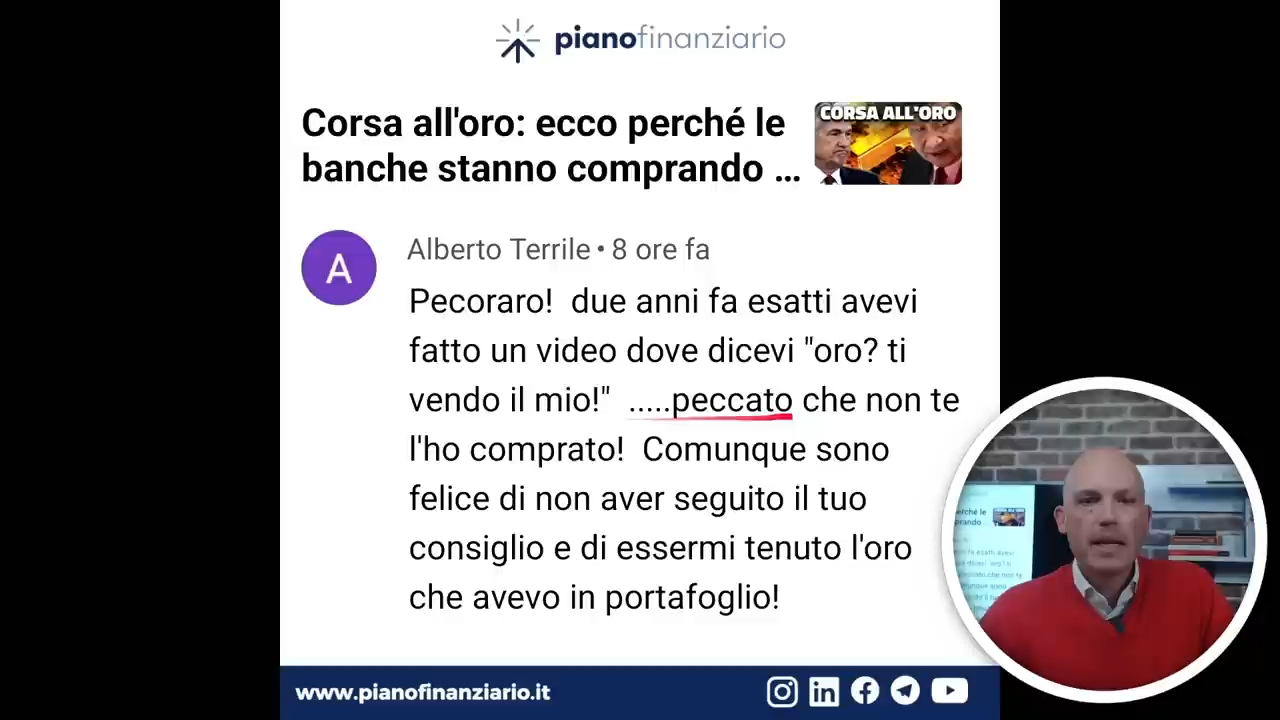 pianofinanziario
Corsa all'oro: ecco perché le
banche stanno comprando ...
CORSA ALL'ORO
A
Alberto Terrile • 8 ore fa
Pecoraro!  due anni fa esatti avevi
fatto un video dove dicevi "oro? ti
vendo il mio!"  .....peccato che non te
l'ho comprato!  Comunque sono
felice di non aver seguito il tuo
consiglio e di essermi tenuto l'oro
che avevo in portafoglio!
www.pianofinanziario.it
in